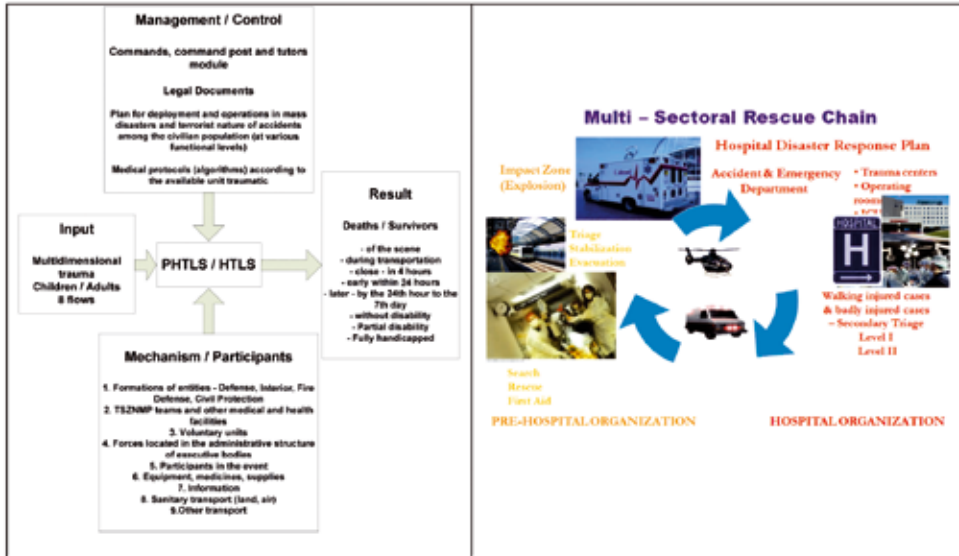 Management / Control
Commands, command post and tutors
module
Legal Documents
Plan for deployment and operations in mass
disasters and terrorist nature of accidents
among the civilian population (at various
functional levels)
Medical protocols (algorithms) according to
the available unit traumatic
Input
Multidimensional
trauma
Children / Adults
8 flows
PHTLS / HTLS
Result
Deaths / Survivors
- of the scene
- during transportation
- close - in 4 hours
- early within 24 hours
- later - by the 24th hour to the
7th day
- without disability
- Partial disability
- Fully handicapped
Mechanism / Participants
1. Formations of entities - Defense, Interior, Fire
Defense, Civil Protection
2. TSZNMP teams and other medical and health
facilities
3. Voluntary units
4. Forces located in the administrative structure
of executive bodies
5. Participants in the event
6. Equipment, medicines, supplies
7. Information
8. Sanitary transport (land, air)
9.Other transport
Multi – Sectoral Rescue Chain
Hospital Disaster Response Plan
Impact Zone
(Explosion)
Accident & Emergency
Department
• Trauma centers
• Operating
HOSPITAL
H
Triage
Stabilization
Evacuation
Walking injured cases
& badly injured cases
– Secondary Triage
Level I
Level II
Search
Rescue
First Aid
PRE-HOSPITAL ORGANIZATION
HOSPITAL ORGANIZATION